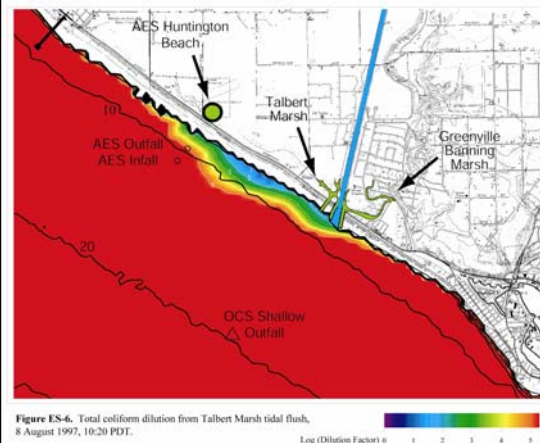 AES Huntington
Beach
Talbert
Marsh
Greenville
Banning
Marsh
10
AES Outfall
AES Infall
20
OCS Shallow
Outfall
Figure ES-6. Total coliform dilution from Talbert Marsh tidal flush,
8 August 1997, 10:20 PDT.
Log (Dilution Factor) 0 1 2 3 4 5